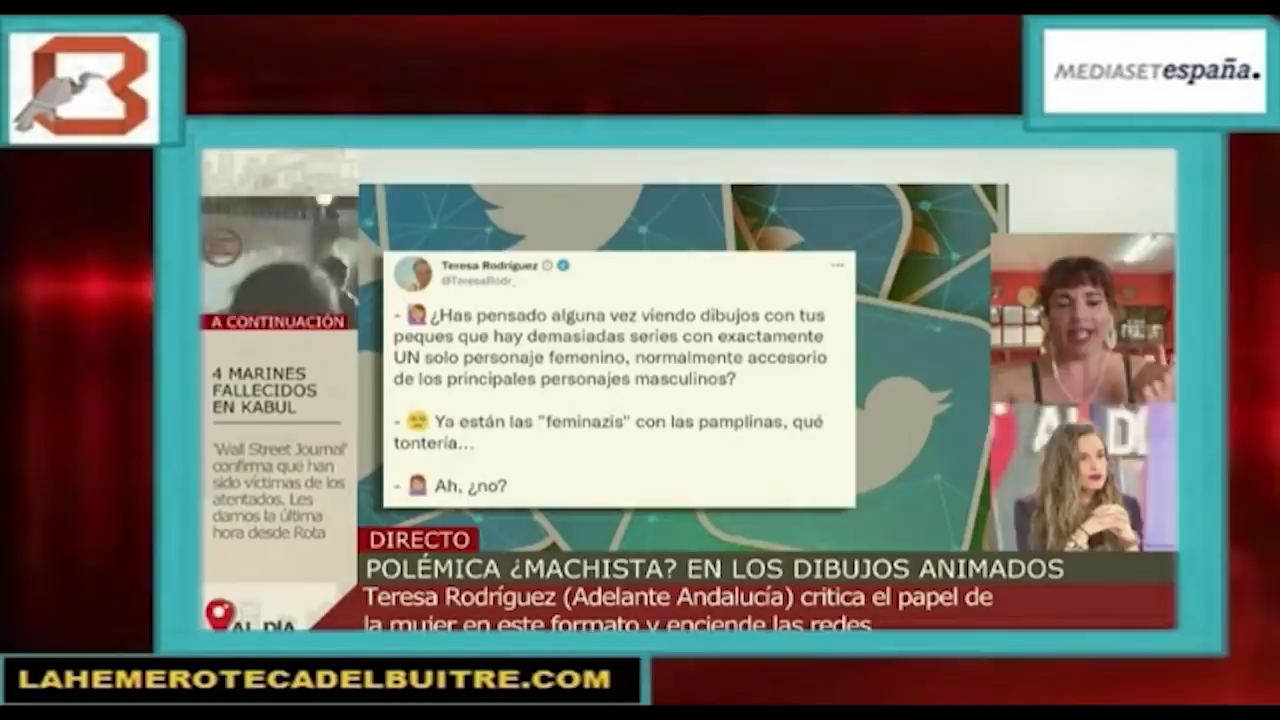 B
MEDIASETespaña.
A CONTINUACIÓN
4 MARINES
FALLECIDOS
EN KABUL
'Wall Street Journal'
confirma que han
sido víctimas de los
atentados. Les
damos la última
hora desde Rota
AL DÍA
Teresa Rodríguez
@TeresaRodr_
- 🙋🏽‍♀️ ¿Has pensado alguna vez viendo dibujos con tus
peques que hay demasiadas series con exactamente
UN solo personaje femenino, normalmente accesorio
de los principales personajes masculinos?
- 😒 Ya están las "feminazis" con las pamplinas, qué
tontería...
- 💁🏽‍♀️ Ah, ¿no?
AL DÍ
DIRECTO
POLÉMICA ¿MACHISTA? EN LOS DIBUJOS ANIMADOS
Teresa Rodríguez (Adelante Andalucía) critica el papel de
la mujer en este formato y enciende las redes
LAHEMEROTECADELBUITRE.COM